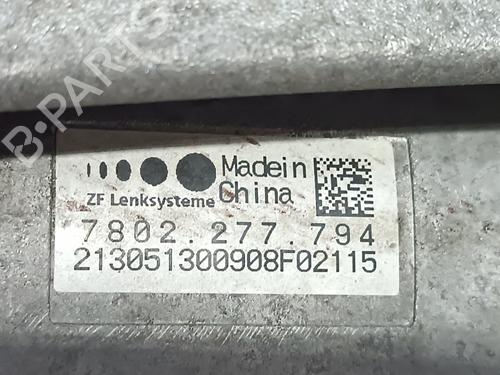 B-PARTS
Madein
ZF Lenksysteme China
7802.277.794
213051300908F02115